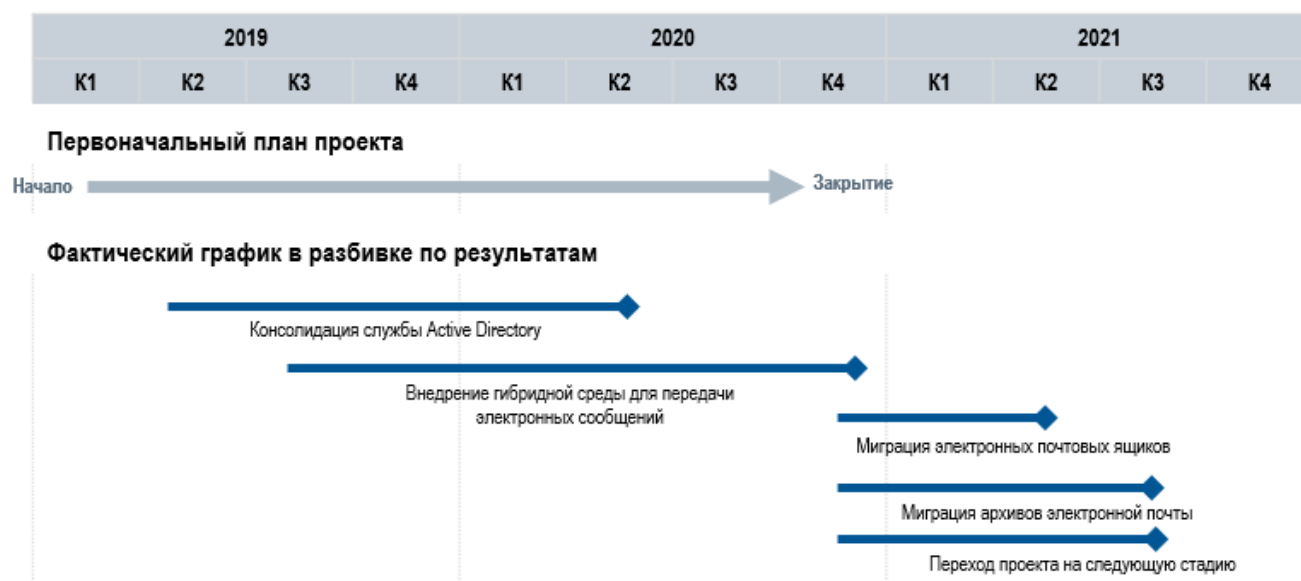 2019 2020 2021
К1 К2 К3 К4 К1 К2 К3 К4 К1 К2 К3 К4
Первоначальный план проекта
Начало Закрытие
Фактический график в разбивке по результатам
Консолидация службы Active Directory
Внедрение гибридной среды для передачи
электронных сообщений
Миграция электронных почтовых ящиков
Миграция архивов электронной почты
Переход проекта на следующую стадию